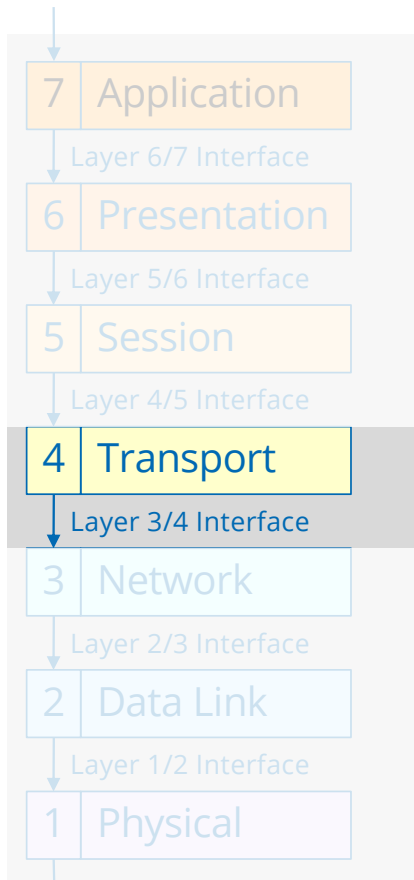 7 Application
Layer 6/7 Interface
6 Presentation
Layer 5/6 Interface
5 Session
Layer 4/5 Interface
4 Transport
Layer 3/4 Interface
3 Network
Layer 2/3 Interface
2 Data Link
Layer 1/2 Interface
1 Physical